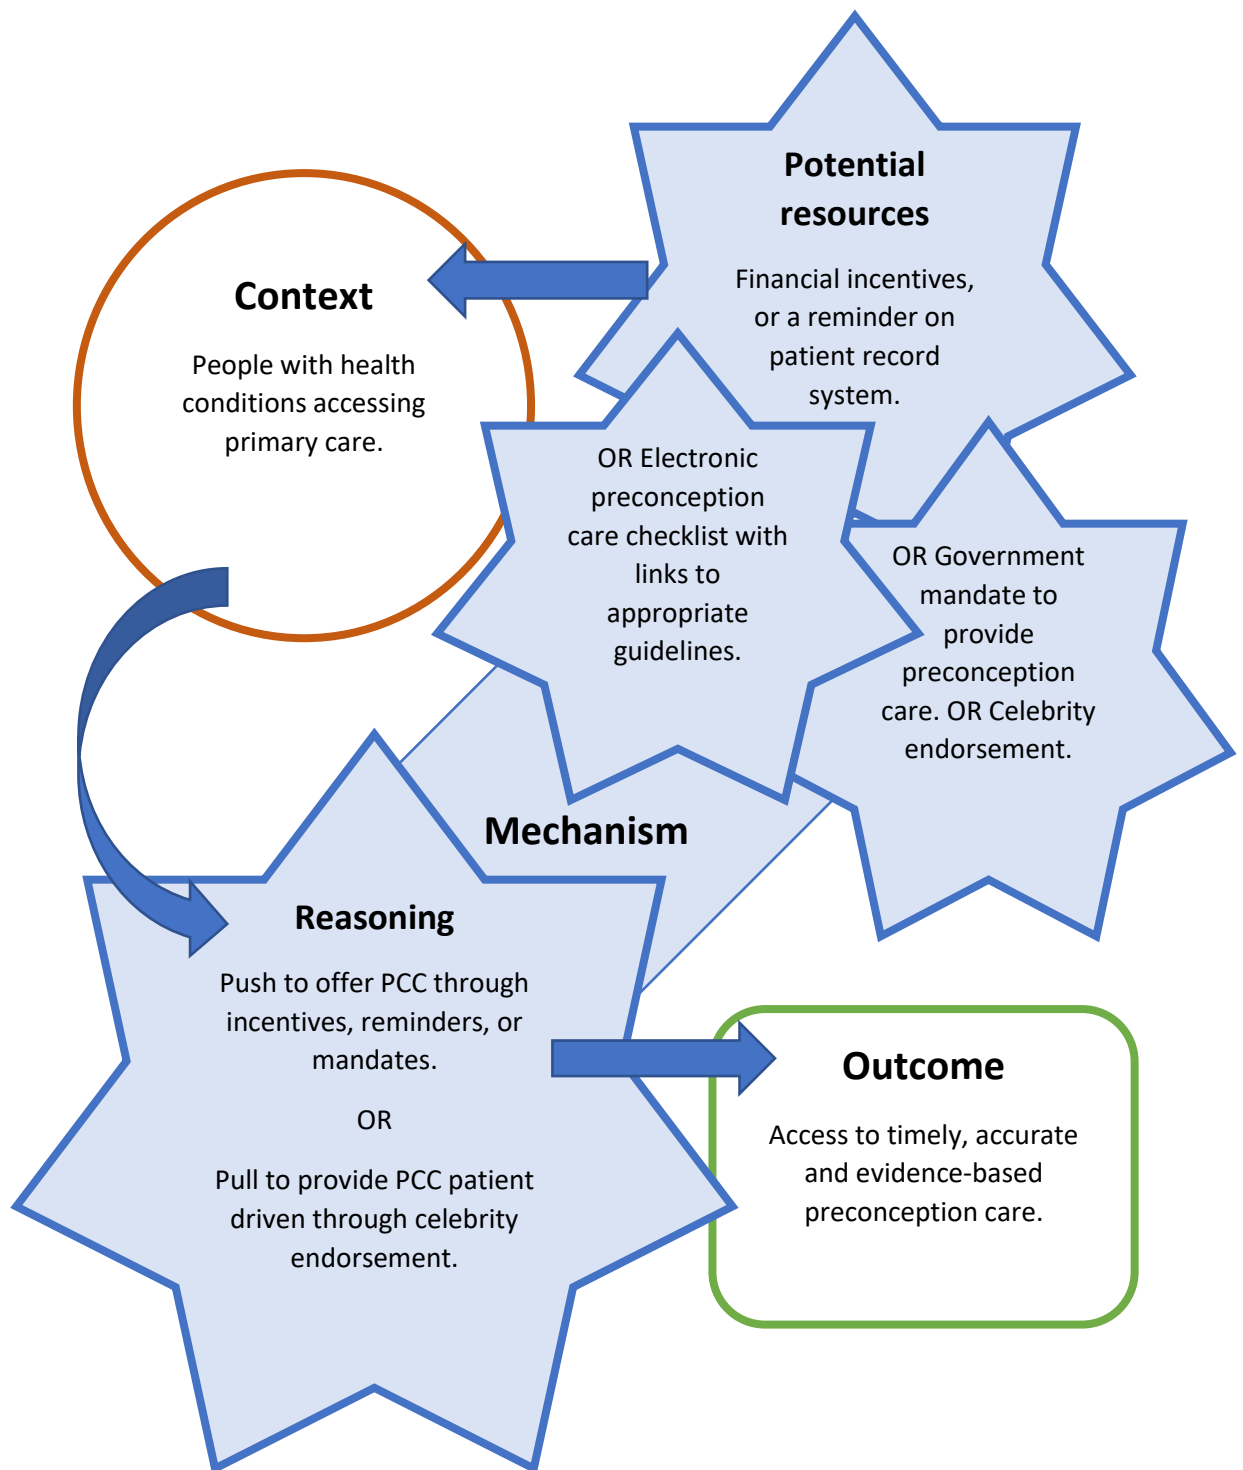 Potential
resources
Financial incentives,
or a reminder on
patient record
system.
Context
People with health
conditions accessing
primary care.
OR Electronic
preconception
care checklist with
links to
appropriate
guidelines.
OR Government
mandate to
provide
preconception
care. OR Celebrity
endorsement.
Mechanism
Reasoning
Push to offer PCC through
incentives, reminders, or
mandates.
OR
Pull to provide PCC patient
driven through celebrity
endorsement.
Outcome
Access to timely, accurate
and evidence-based
preconception care.